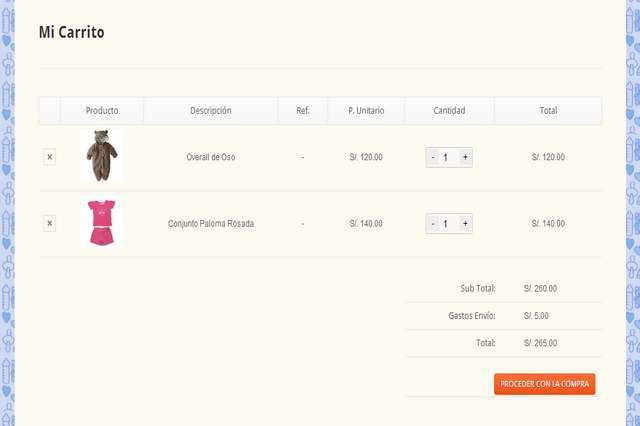 Mi Carrito
Producto Descripción Ref. P. Unitario Cantidad Total
x Overall de Oso - S/. 120.00 - 1 + S/. 120.00
x Conjunto Paloma Rosada - S/. 140.00 - 1 + S/. 140.00
Sub Total: S/. 260.00
Gastos Envío: S/. 5.00
Total: S/. 265.00
PROCEDER CON LA COMPRA